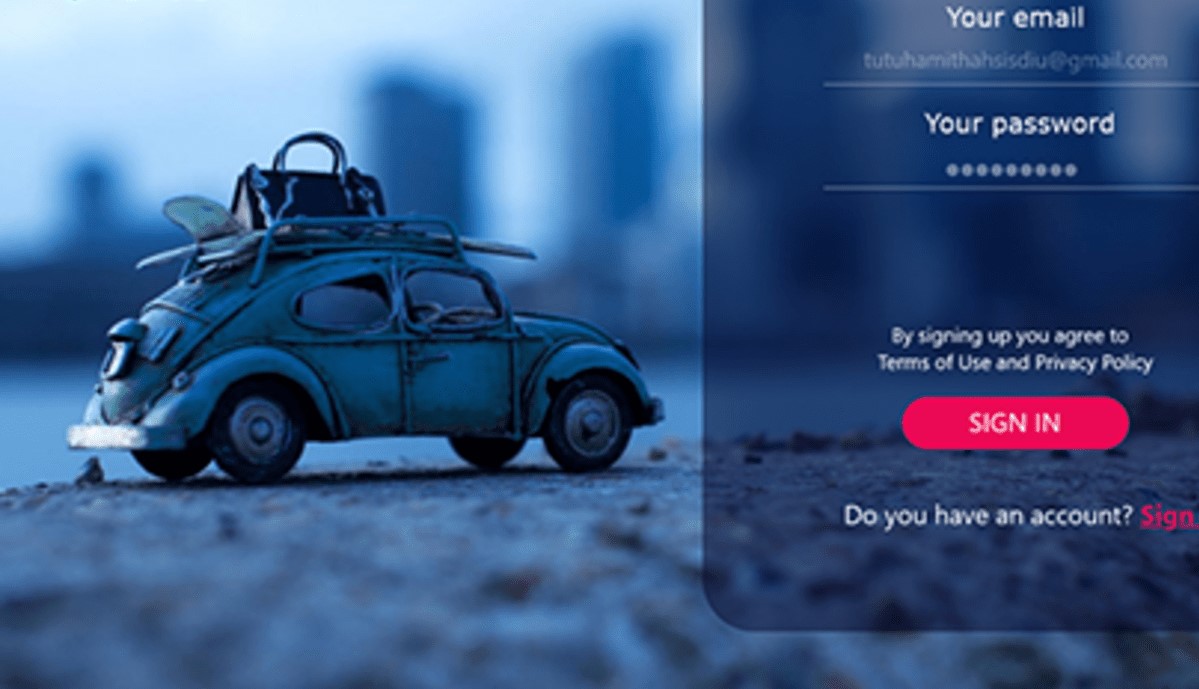 Your email
tutuhamithahsisdiu@gmail.com
Your password
By signing up you agree to
Terms of Use and Privacy Policy
SIGN IN
Do you have an account? Sign